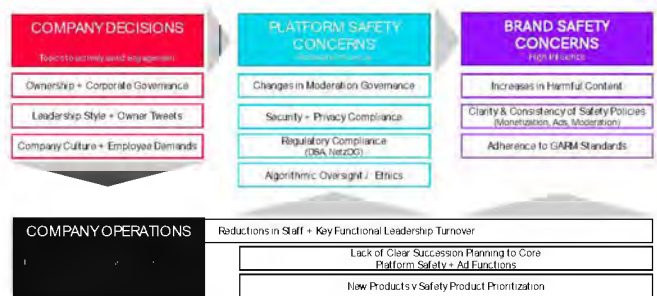 COMPANY DECISIONS
PLATFORM SAFETY
CONCERNS
BRAND SAFETY
CONCERNS
High Influence
Ownership + Corporate Governance
Leadership Style + Owner Tweets
Company Culture + Employee Demands
Changes in Moderation Governance
Security + Privacy Compliance
Regulatory Compliance
(DSA, NetzDG)
Algorithmic Oversight / Ethics
Increases in Harmful Content
Clarity & Consistency of Safety Policies
(Monetization, Ads, Moderation)
Adherence to GARM Standards
COMPANY OPERATIONS
Reductions in Staff + Key Functional Leadership Turnover
Lack of Clear Succession Planning to Core
Platform Safety + Ad Functions
New Products v Safety Product Prioritization